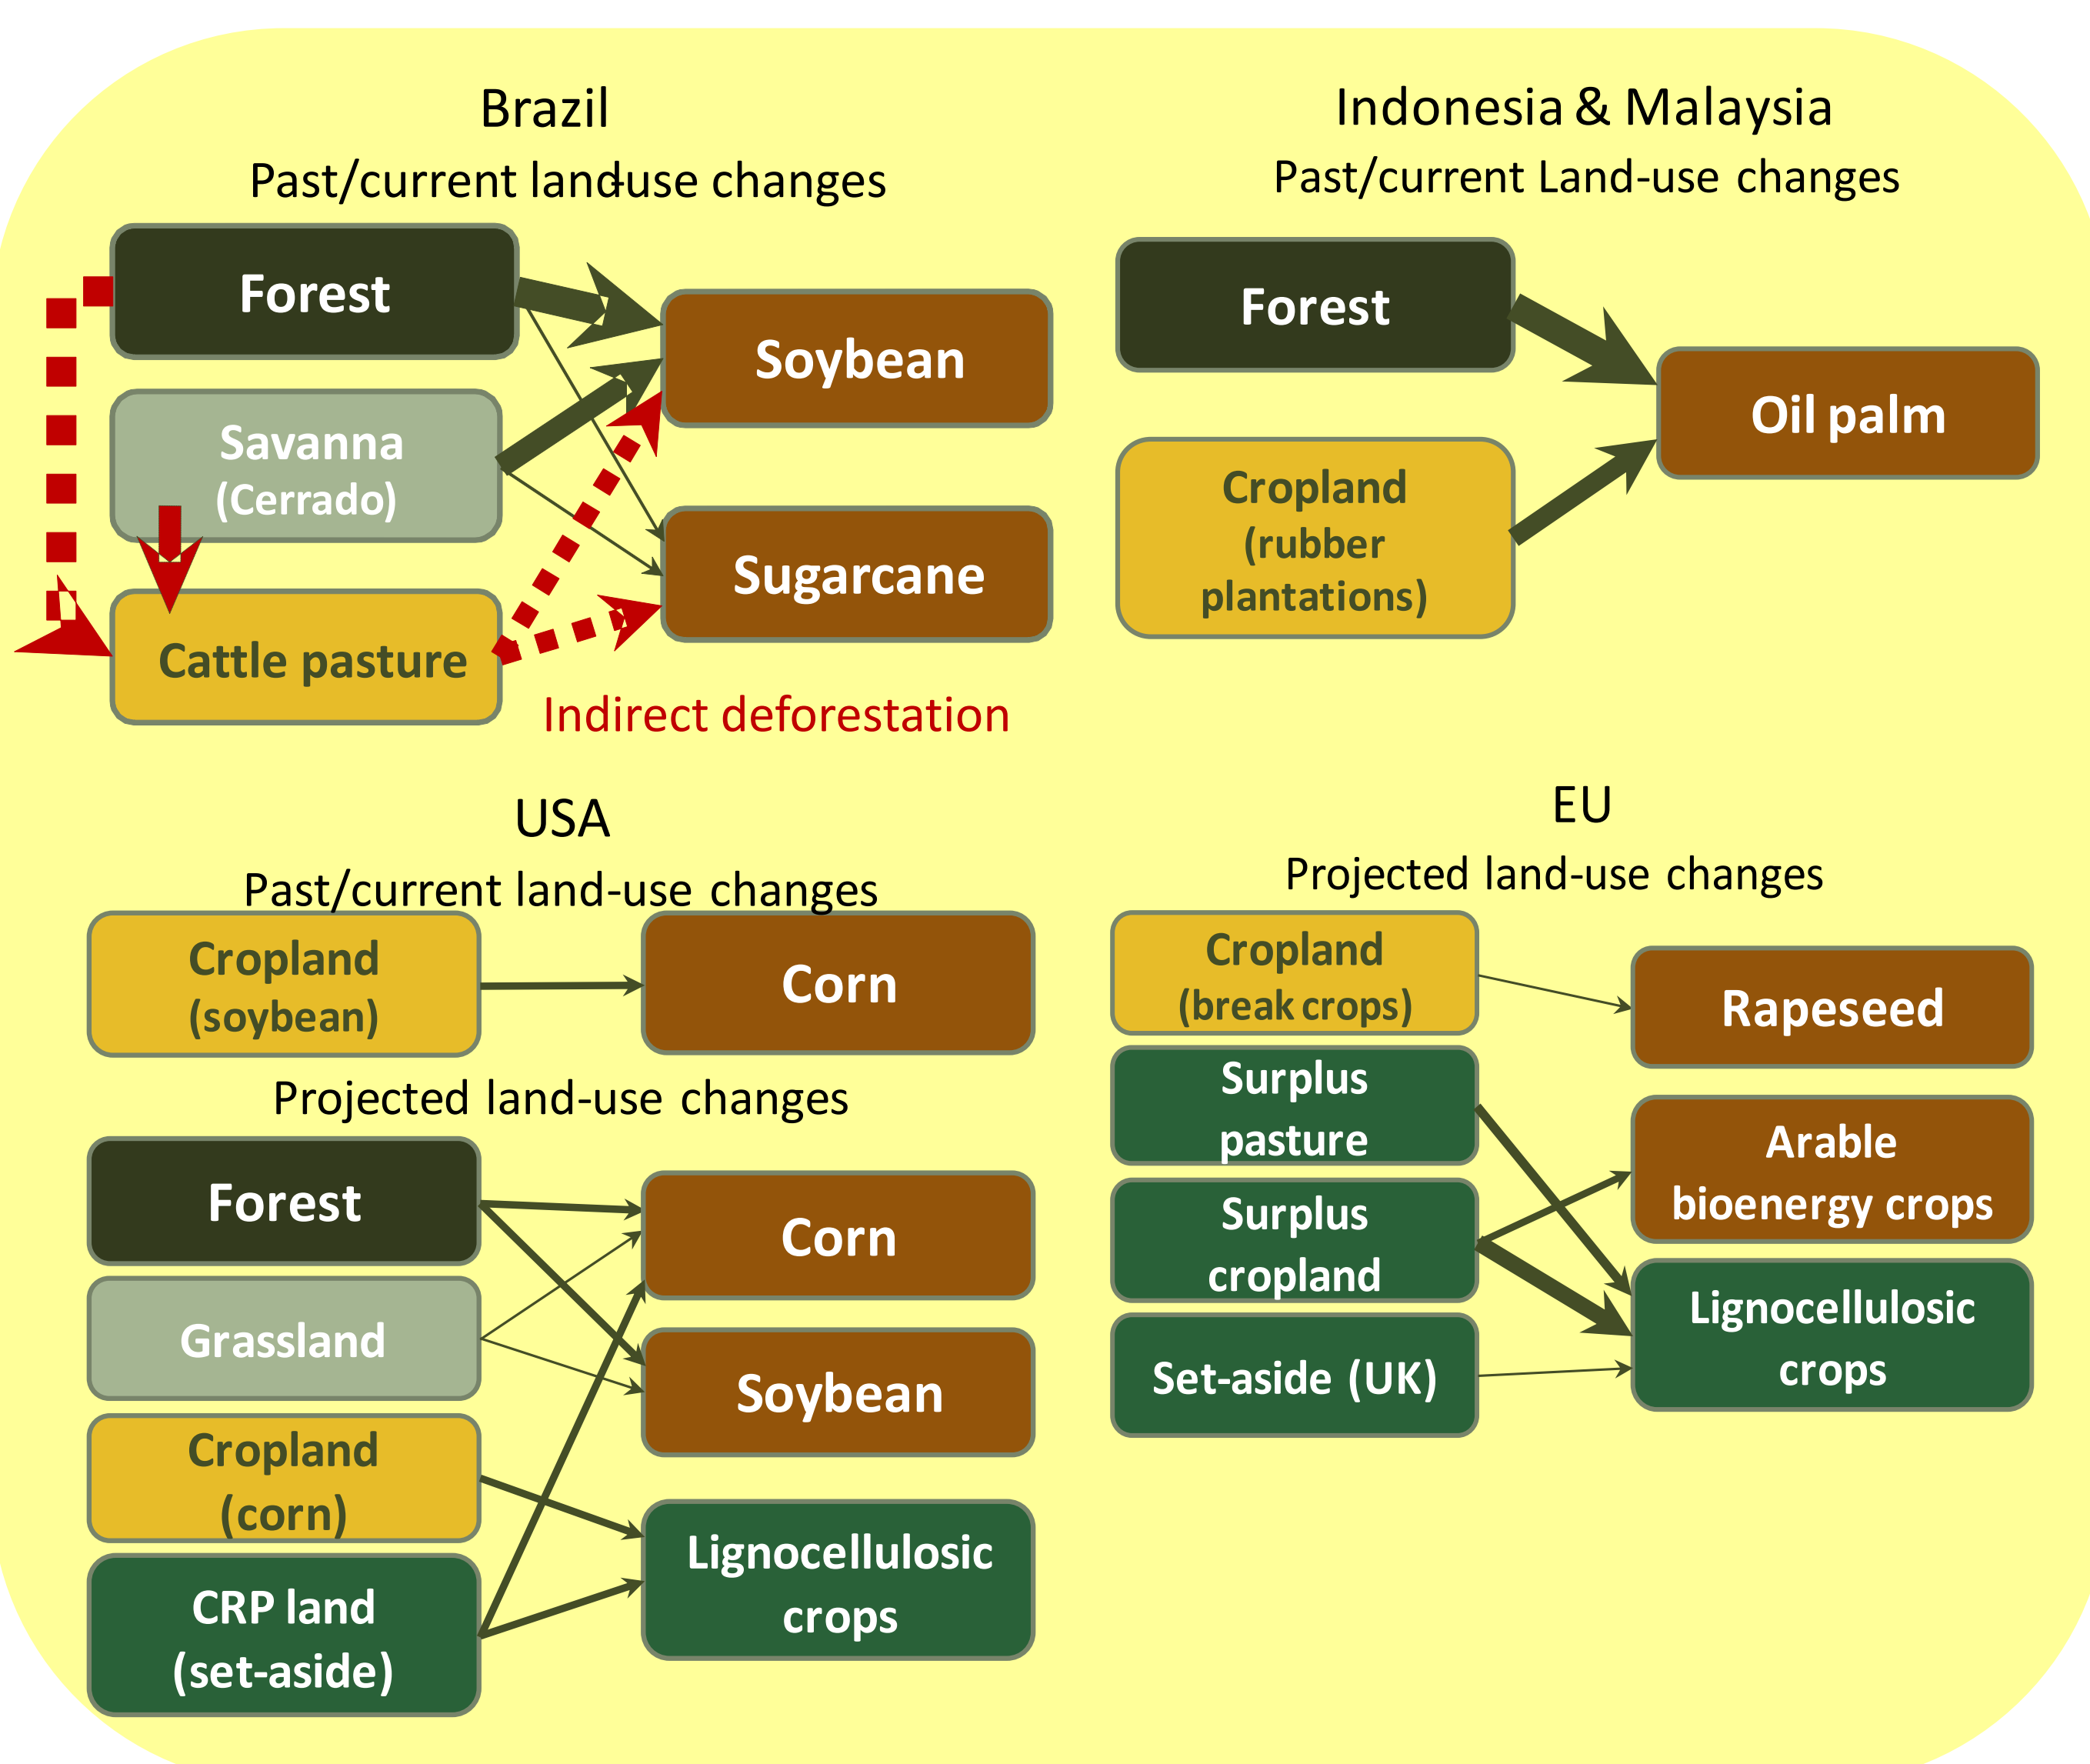 Brazil
Past/current land-use changes
Forest
Soybean
Savanna
(Cerrado)
Sugarcane
Cattle pasture
Indirect deforestation
Indonesia & Malaysia
Past/current Land-use changes
Forest
Oil palm
Cropland
(rubber
plantations)
USA
Past/current land-use changes
Cropland
(soybean)
Corn
Projected land-use changes
Forest
Corn
Grassland
Soybean
Cropland
(corn)
Lignocellulosic
crops
CRP land
(set-aside)
EU
Projected land-use changes
Cropland
(break crops)
Rapeseed
Surplus
pasture
Arable
bioenergy crops
Surplus
cropland
Lignocellulosic
crops
Set-aside (UK)